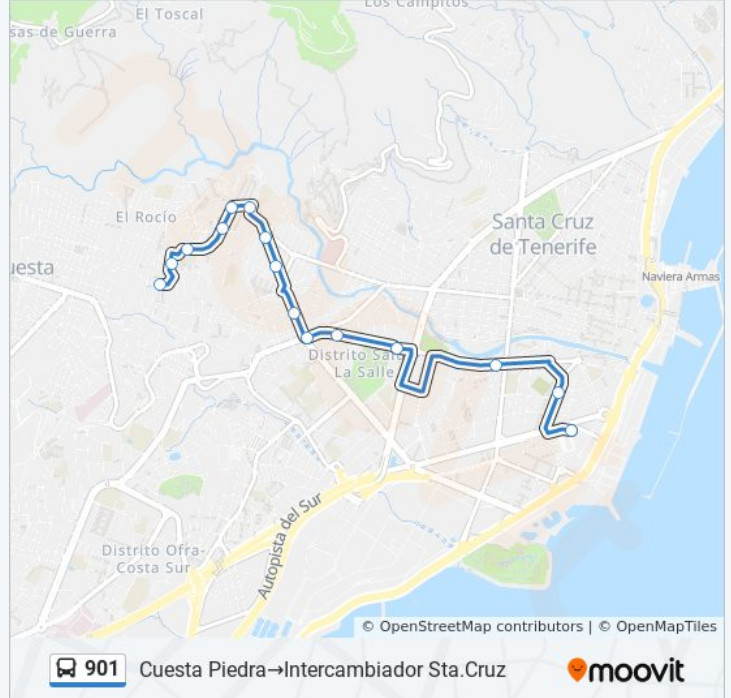 Los Campitos
El Toscal
sas de Guerra
El Rocío
Santa Cruz
de Tenerife
uesta
Naviera Armas
Distrito Salu
La Salle
Autopista del Sur
Distrito Ofra-
Costa Sur
© OpenStreetMap contributors | © OpenMapTiles
901 Cuesta Piedra→Intercambiador Sta.Cruz
moovit